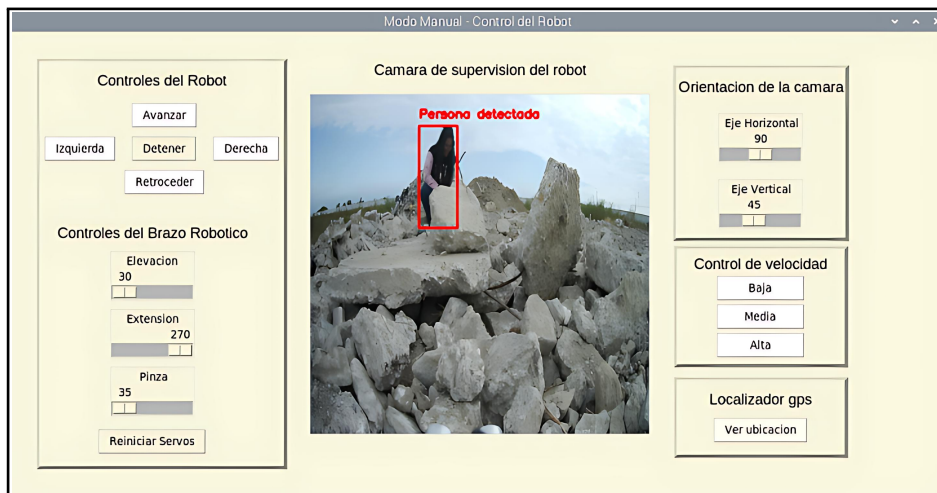 Modo Manual - Control del Robot
Controles del Robot
Avanzar
Izquierda
Detener
Derecha
Retroceder
Controles del Brazo Robotico
Elevacion
30
Extension
270
Pinza
35
Reiniciar Servos
Camara de supervision del robot
Persona detectada
Orientacion de la camara
Eje Horizontal
90
Eje Vertical
45
Control de velocidad
Baja
Media
Alta
Localizador gps
Ver ubicacion